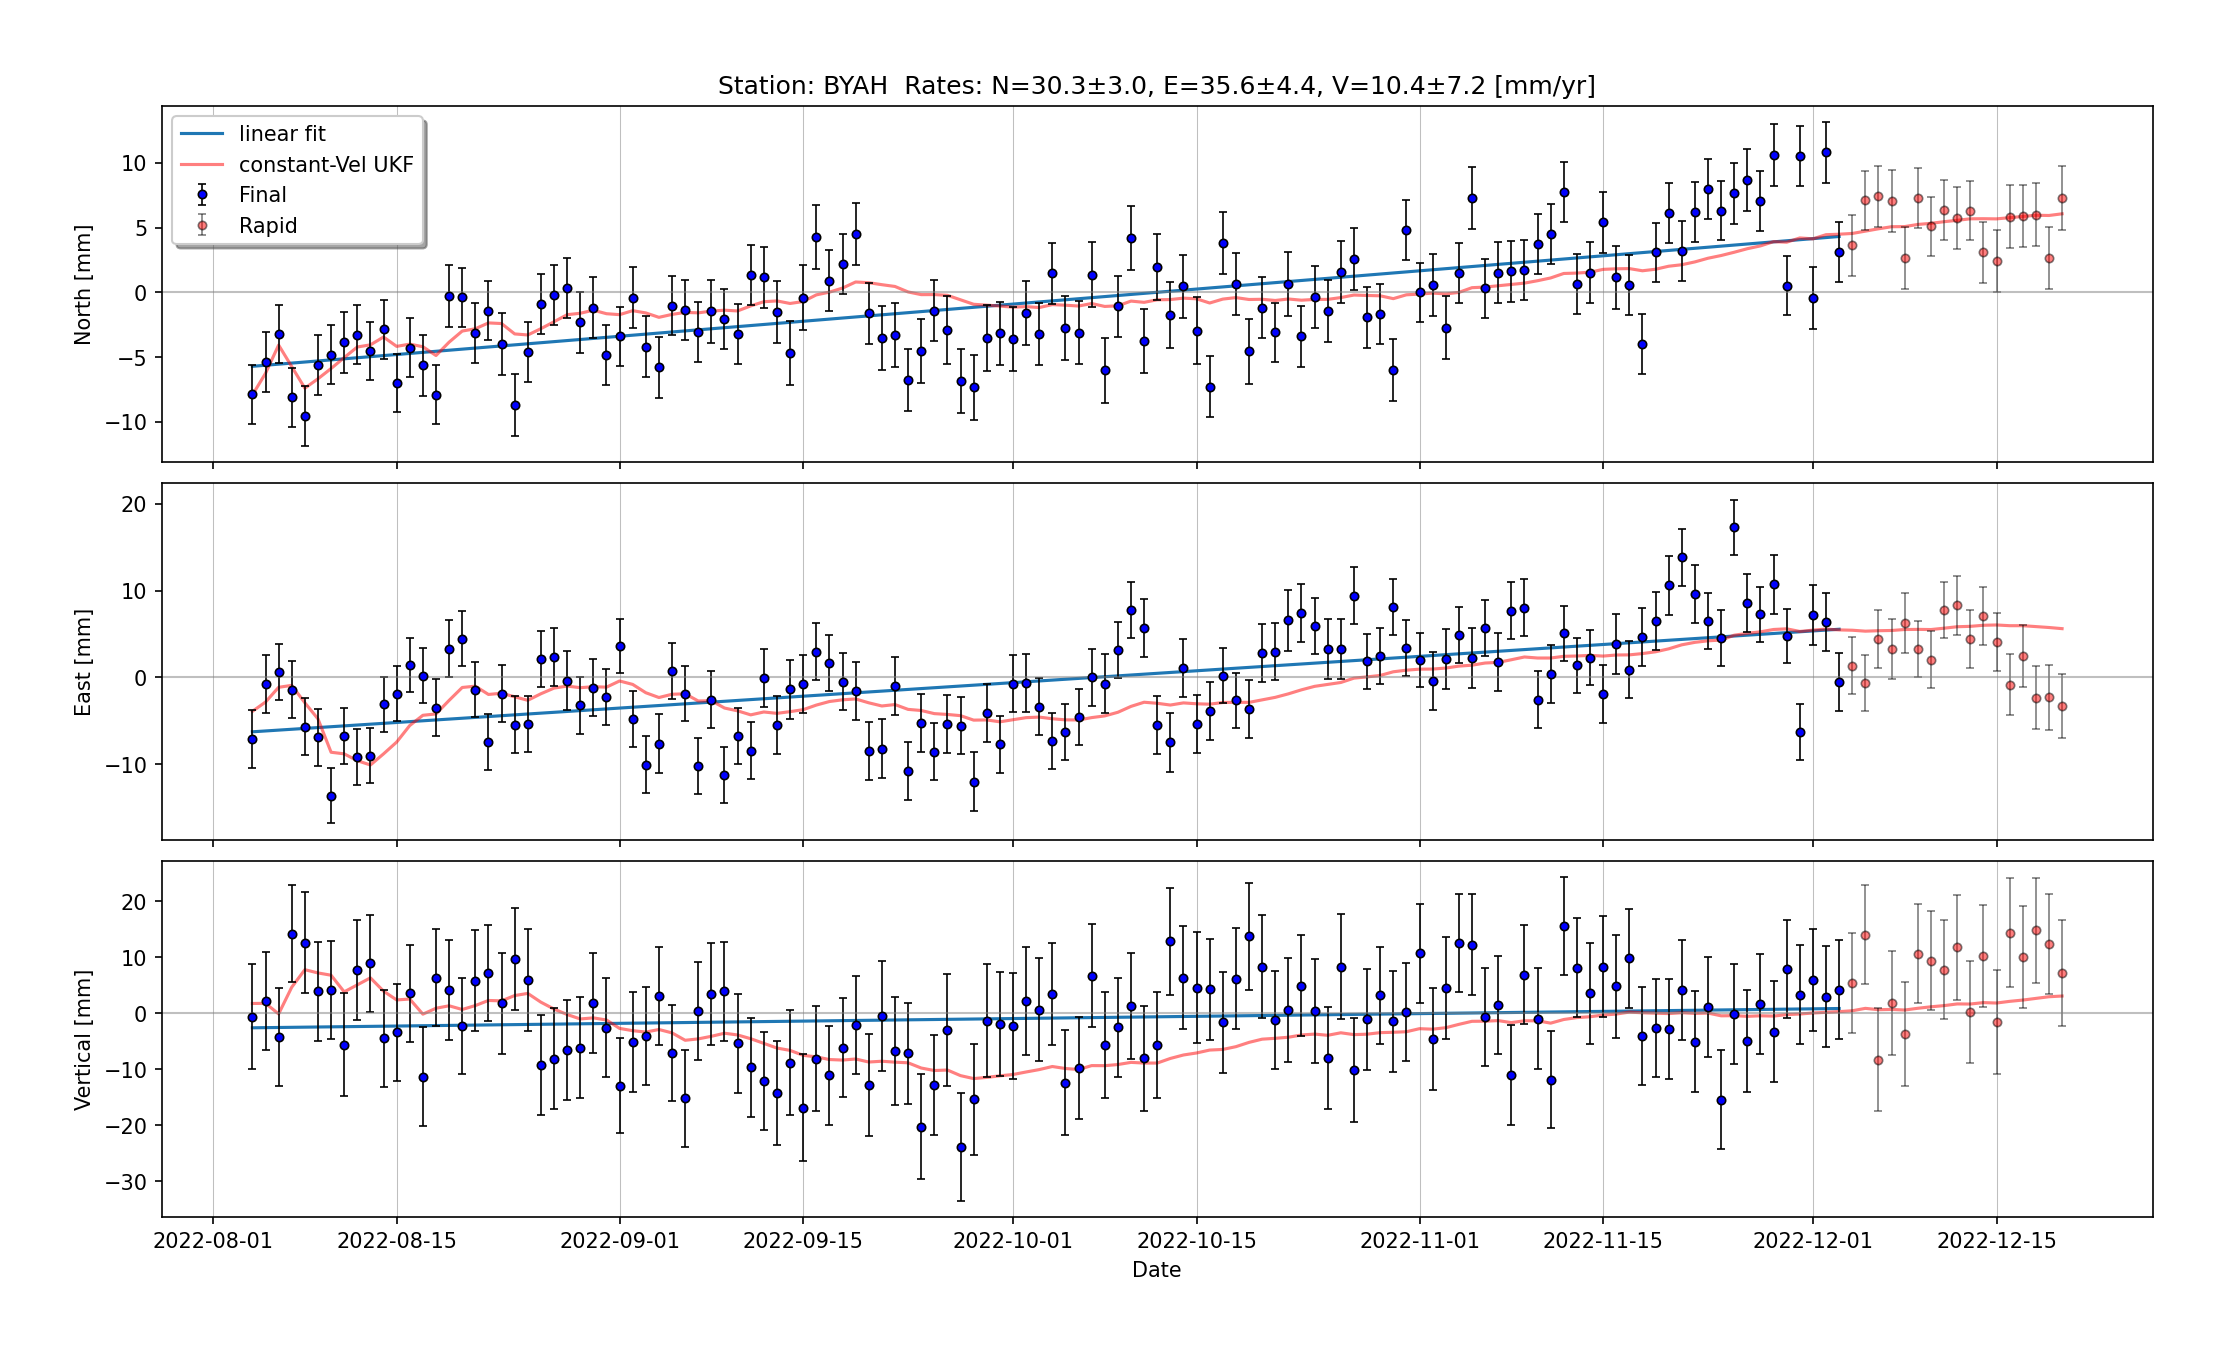 Station: BYAH  Rates: N=30.3±3.0, E=35.6±4.4, V=10.4±7.2 [mm/yr]
linear fit
constant-Vel UKF
Final
Rapid
North [mm]
10
5
0
−5
−10
East [mm]
20
10
0
−10
Vertical [mm]
20
10
0
−10
−20
−30
2022-08-01 2022-08-15 2022-09-01 2022-09-15 2022-10-01 2022-10-15 2022-11-01 2022-11-15 2022-12-01 2022-12-15
Date